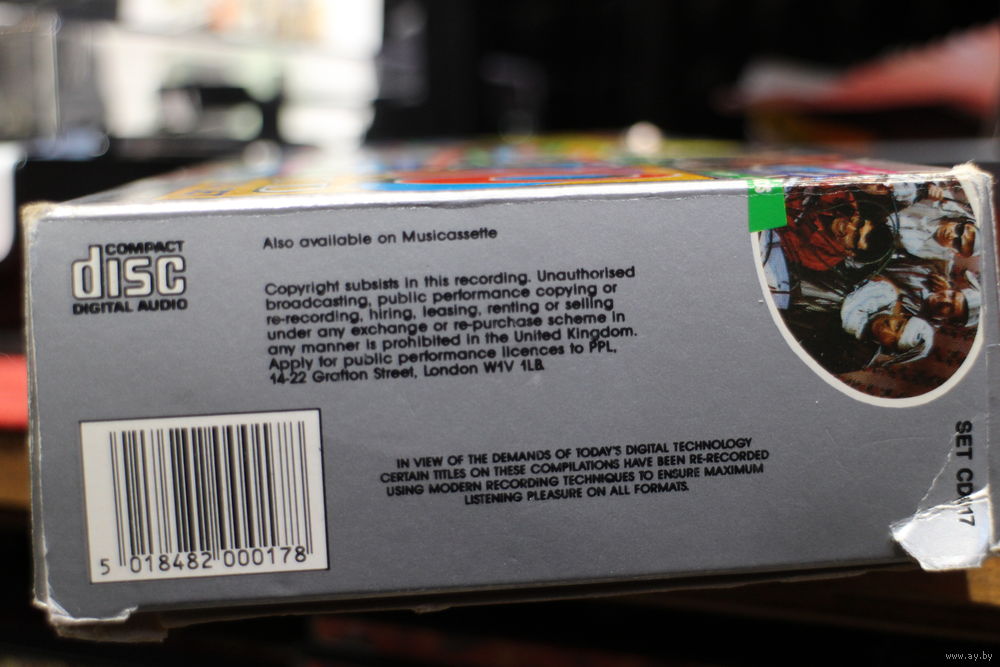 COMPACT
disc
DIGITAL AUDIO
Also available on Musicassette
Copyright subsists in this recording. Unauthorised
broadcasting, public performance copying or
re-recording, hiring, leasing, renting or selling
under any exchange or re-purchase scheme in
any manner is prohibited in the United Kingdom.
Apply for public performance licences to PPL,
14-22 Grafton Street, London W1V 1LB.
IN VIEW OF THE DEMANDS OF TODAY'S DIGITAL TECHNOLOGY
CERTAIN TITLES ON THESE COMPILATIONS HAVE BEEN RE-RECORDED
USING MODERN RECORDING TECHNIQUES TO ENSURE MAXIMUM
LISTENING PLEASURE ON ALL FORMATS.
5 018482 000178
SET CD
17
www.ay.by